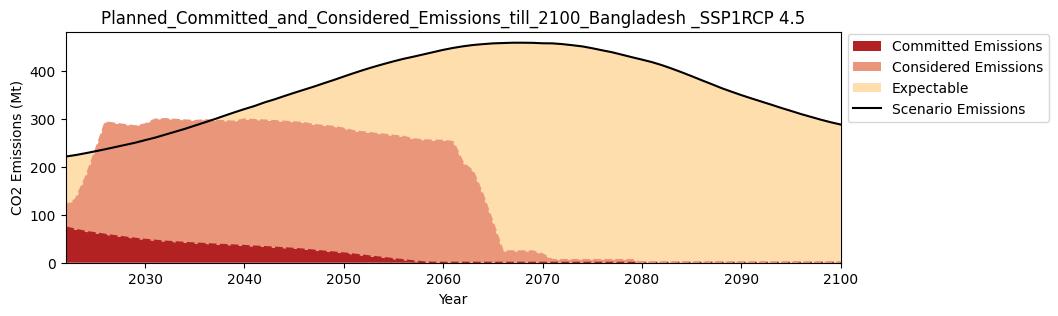 Planned_Committed_and_Considered_Emissions_till_2100_Bangladesh _SSP1RCP 4.5
CO2 Emissions (Mt)
400
300
200
100
0
2030 2040 2050 2060 2070 2080 2090 2100
Year
Committed Emissions
Considered Emissions
Expectable
Scenario Emissions